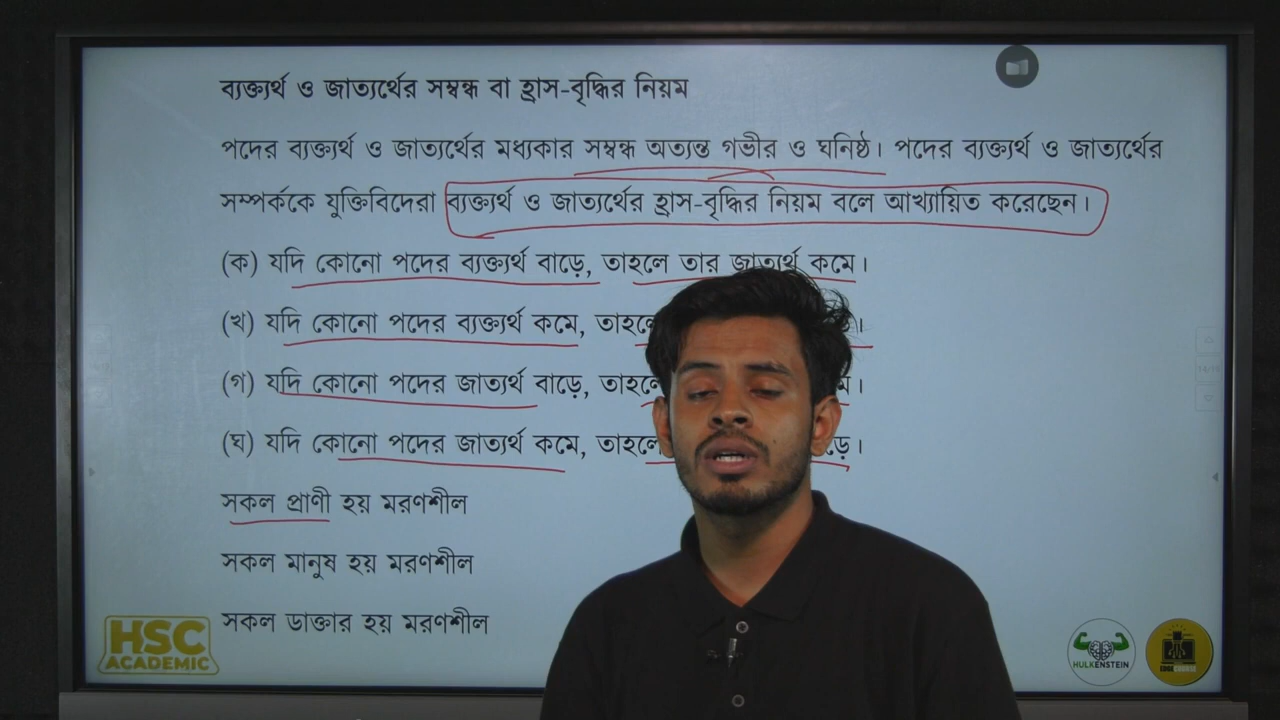 ব্যক্ত্যর্থ ও জাত্যর্থের সম্বন্ধ বা হ্রাস-বৃদ্ধির নিয়ম
পদের ব্যক্ত্যর্থ ও জাত্যর্থের মধ্যকার সম্বন্ধ অত্যন্ত গভীর ও ঘনিষ্ঠ। পদের ব্যক্ত্যর্থ ও জাত্যর্থের
সম্পর্ককে যুক্তিবিদেরা ব্যক্ত্যর্থ ও জাত্যর্থের হ্রাস-বৃদ্ধির নিয়ম বলে আখ্যায়িত করেছেন।
(ক) যদি কোনো পদের ব্যক্ত্যর্থ বাড়ে, তাহলে তার জাত্যর্থ কমে।
(খ) যদি কোনো পদের ব্যক্ত্যর্থ কমে,
(গ) যদি কোনো পদের জাত্যর্থ বাড়ে,
(ঘ) যদি কোনো পদের জাত্যর্থ কমে,
সকল প্রাণী হয় মরণশীল
সকল মানুষ হয় মরণশীল
সকল ডাক্তার হয় মরণশীল
HSC
ACADEMIC
HULKENSTEIN